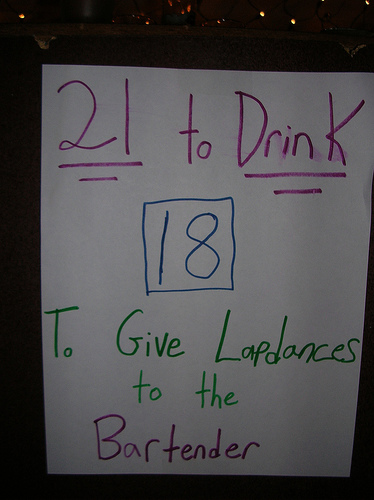 21 to Drink
18
To Give Lapdances
to the
Bartender